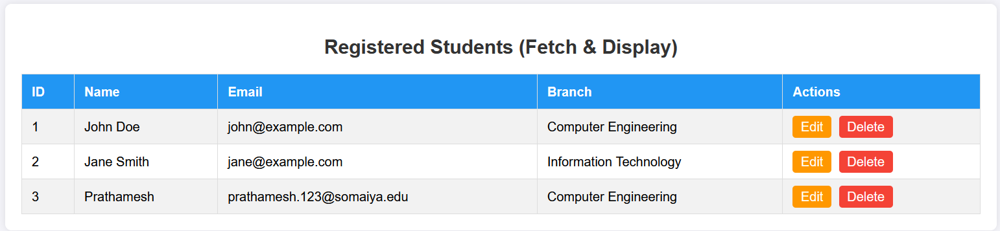 Registered Students (Fetch & Display)
ID Name Email Branch Actions
1 John Doe john@example.com Computer Engineering Edit Delete
2 Jane Smith jane@example.com Information Technology Edit Delete
3 Prathamesh prathamesh.123@somaiya.edu Computer Engineering Edit Delete